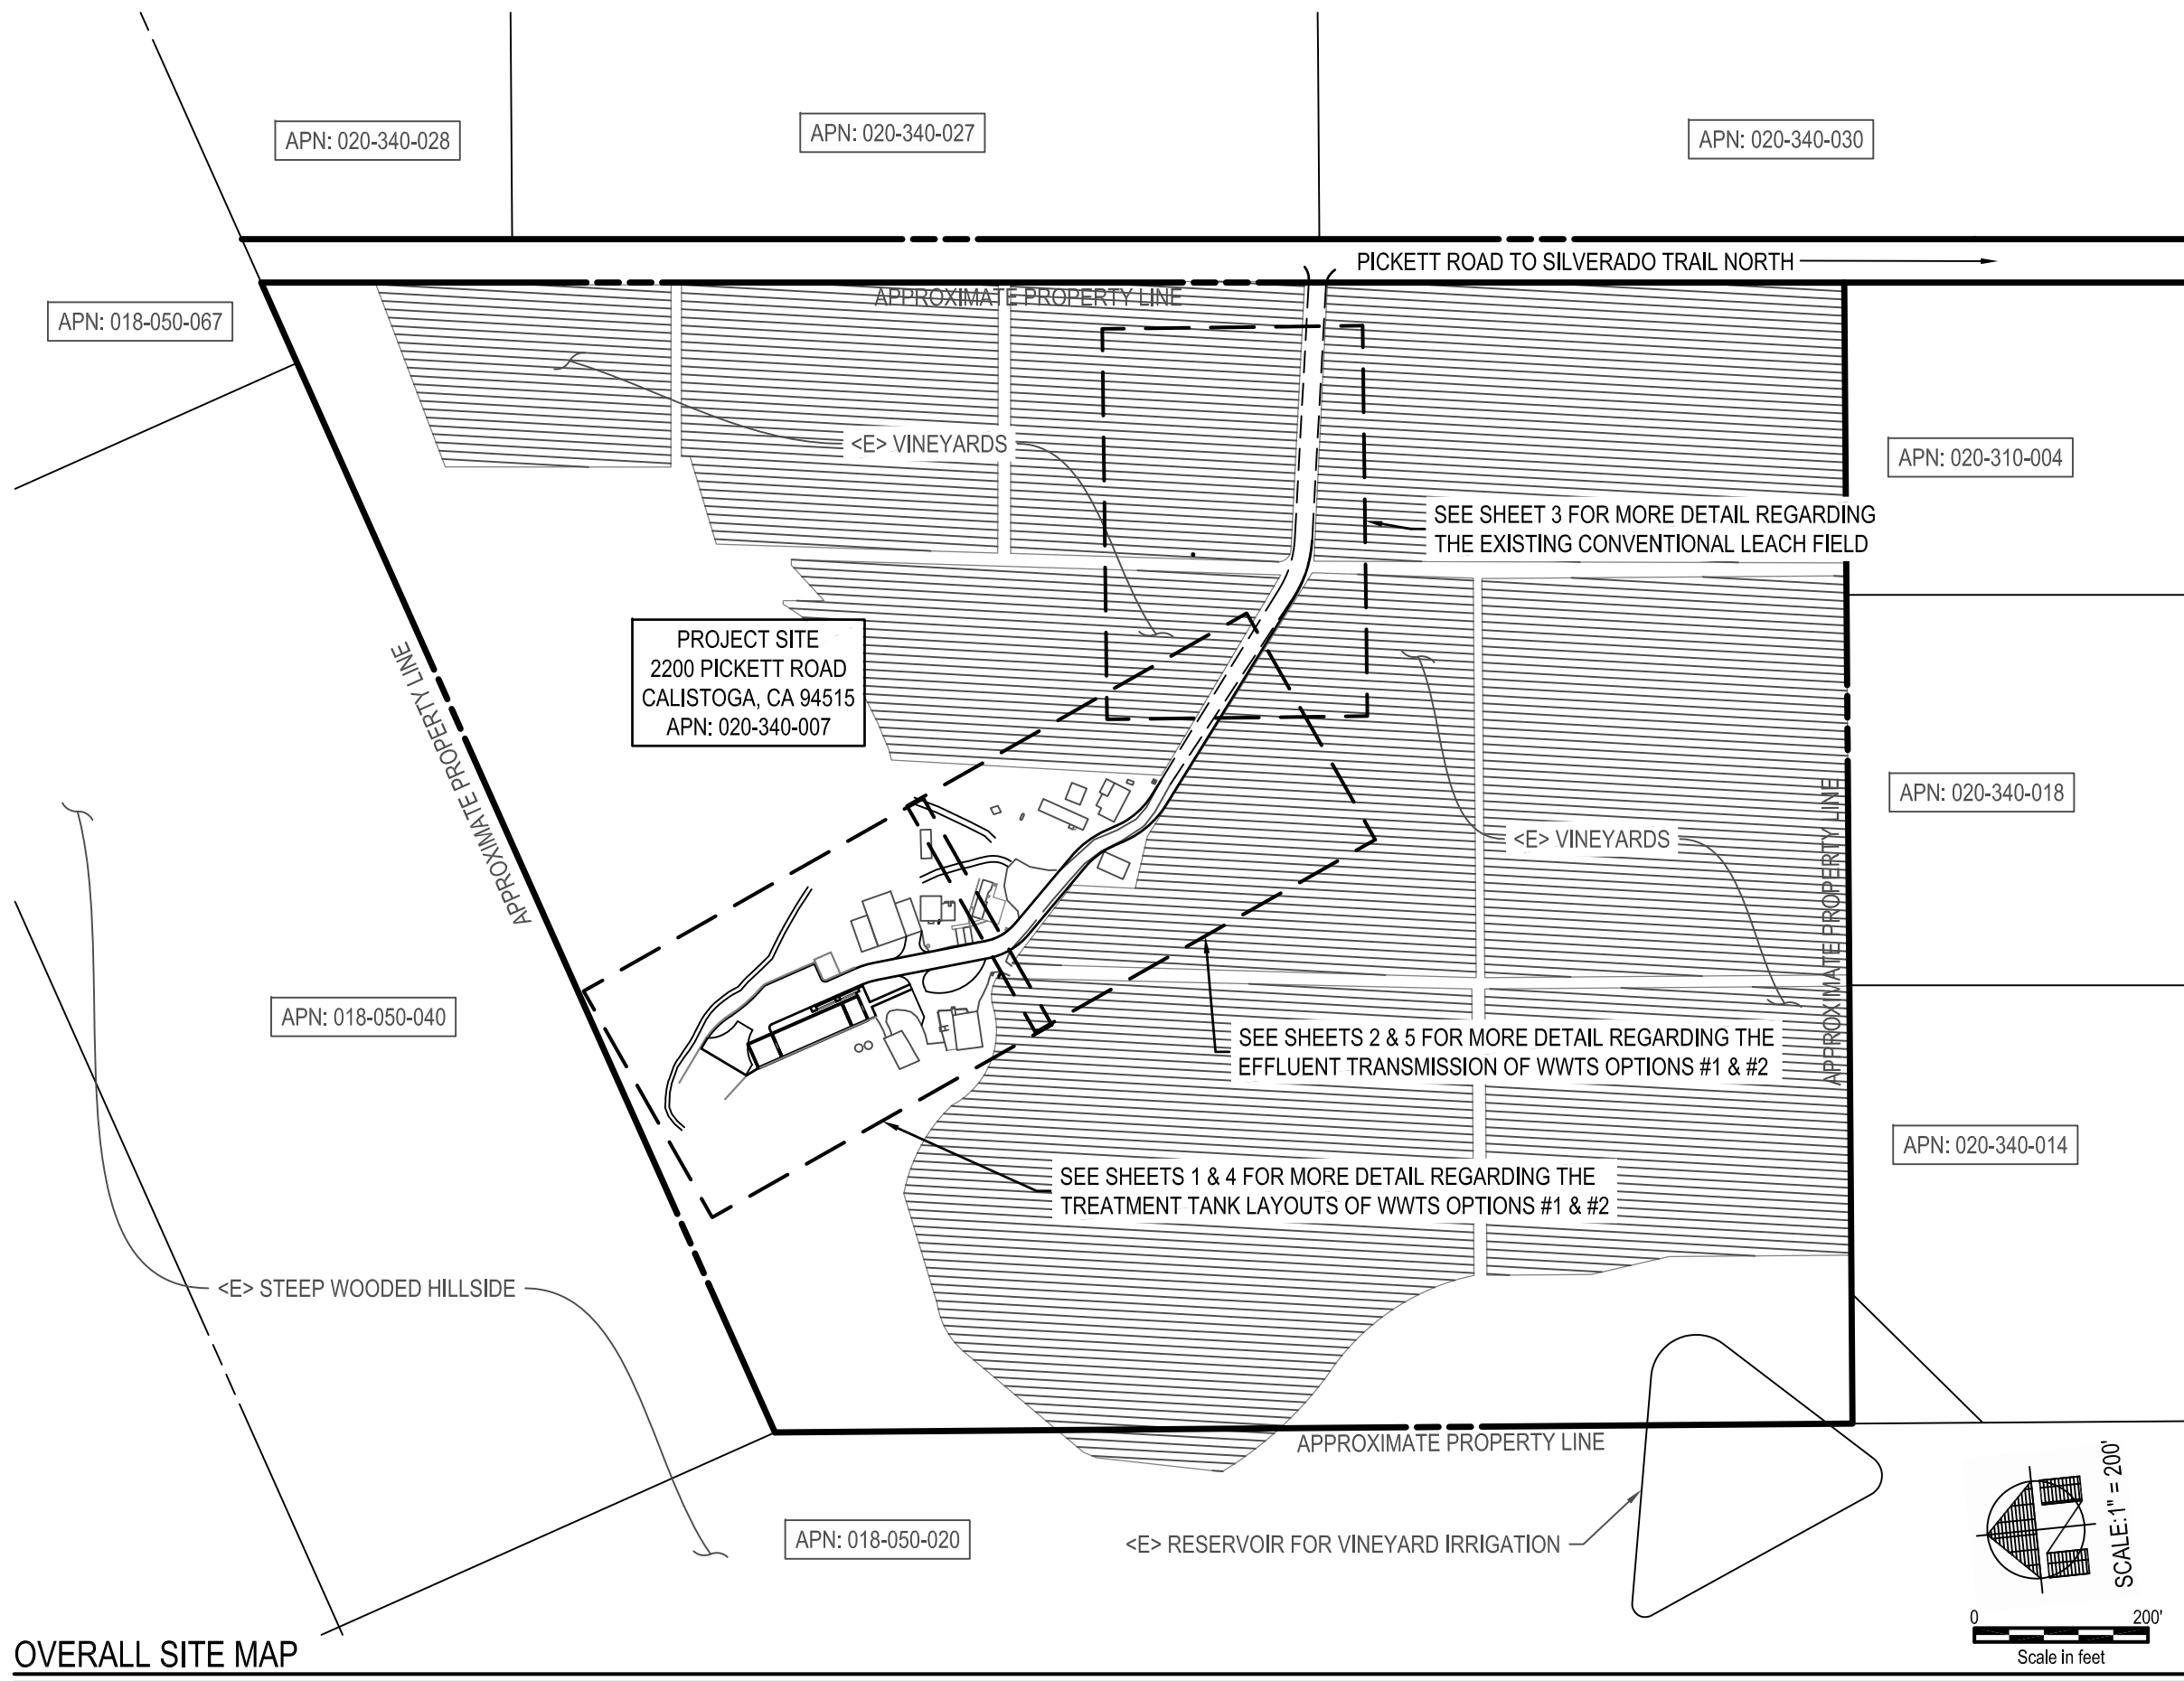 APN: 020-340-028
APN: 020-340-027
APN: 020-340-030
PICKETT ROAD TO SILVERADO TRAIL NORTH
APPROXIMATE PROPERTY LINE
APN: 018-050-067
<E> VINEYARDS
APN: 020-310-004
SEE SHEET 3 FOR MORE DETAIL REGARDING
THE EXISTING CONVENTIONAL LEACH FIELD
PROJECT SITE
2200 PICKETT ROAD
CALISTOGA, CA 94515
APN: 020-340-007
APPROXIMATE PROPERTY LINE
APN: 020-340-018
<E> VINEYARDS
APPROXIMATE PROPERTY LINE
APN: 018-050-040
SEE SHEETS 2 & 5 FOR MORE DETAIL REGARDING THE
EFFLUENT TRANSMISSION OF WWTS OPTIONS #1 & #2
APN: 020-340-014
SEE SHEETS 1 & 4 FOR MORE DETAIL REGARDING THE
TREATMENT TANK LAYOUTS OF WWTS OPTIONS #1 & #2
<E> STEEP WOODED HILLSIDE
APPROXIMATE PROPERTY LINE
APN: 018-050-020
<E> RESERVOIR FOR VINEYARD IRRIGATION
SCALE: 1" = 200'
0 200'
Scale in feet
OVERALL SITE MAP